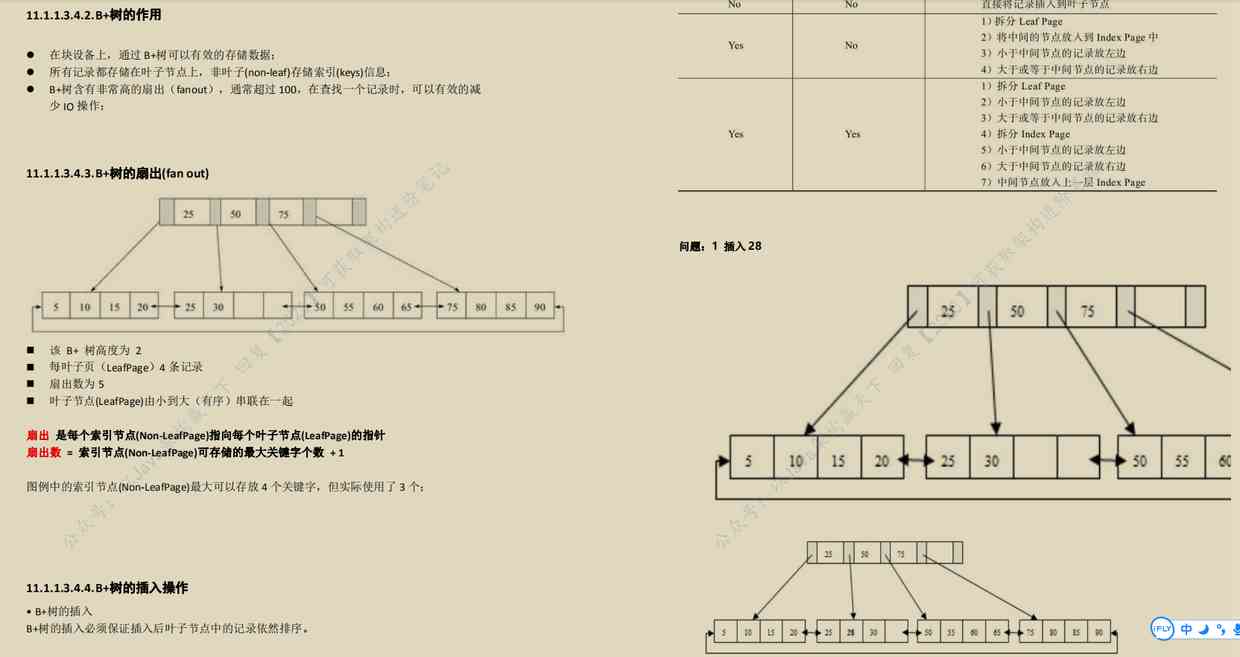 11.1.1.3.4.2.B+树的作用
● 在块设备上，通过 B+树可以有效的存储数据；
● 所有记录都存储在叶子节点上，非叶子(non-leaf)存储索引(keys)信息；
● B+树含有非常高的扇出（fanout），通常超过 100，在查找一个记录时，可以有效的减
少 IO 操作；
11.1.1.3.4.3.B+树的扇出(fan out)
25 50 75
5 10 15 20 25 30 50 55 60 65 75 80 85 90
■ 该 B+ 树高度为 2
■ 每叶子页（LeafPage）4 条记录
■ 扇出数为 5
■ 叶子节点(LeafPage)由小到大（有序）串联在一起
扇出 是每个索引节点(Non-LeafPage)指向每个叶子节点(LeafPage)的指针
扇出数 = 索引节点(Non-LeafPage)可存储的最大关键字个数 +1
图例中的索引节点(Non-LeafPage)最大可以存放 4 个关键字，但实际使用了 3 个；
11.1.1.3.4.4.B+树的插入操作
• B+树的插入
B+树的插入必须保证插入后叶子节点中的记录依然排序。
No No 直接将记录插入到叶子节点
1）拆分 Leaf Page
2）将中间的节点放入到 Index Page 中
Yes No
3）小于中间节点的记录放左边
4）大于或等于中间节点的记录放右边
1）拆分 Leaf Page
2）小于中间节点的记录放左边
3）大于或等于中间节点的记录放右边
Yes Yes 4）拆分 Index Page
5）小于中间节点的记录放左边
6）大于中间节点的记录放右边
7）中间节点放入上一层 Index Page
问题：1 插入 28
25 50 75
5 10 15 20 25 30 50 55 60
25 50 75
5 10 15 20 25 28 30 50 55 60 65 75 80 85 90
iFLY 中